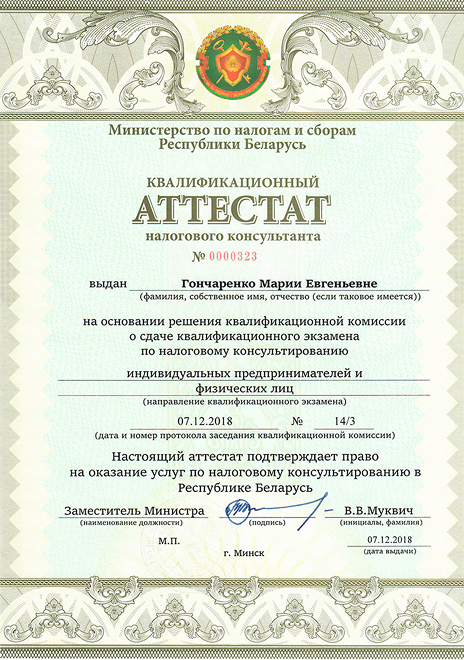 Министерство по налогам и сборам
Республики Беларусь
КВАЛИФИКАЦИОННЫЙ
АТТЕСТАТ
налогового консультанта
№ 0000323
выдан Гончаренко Марии Евгеньевне
(фамилия, собственное имя, отчество (если таковое имеется))
на основании решения квалификационной комиссии
о сдаче квалификационного экзамена
по налоговому консультированию
индивидуальных предпринимателей и
физических лиц
(направление квалификационного экзамена)
07.12.2018 № 14/3
(дата и номер протокола заседания квалификационной комиссии)
Настоящий аттестат подтверждает право
на оказание услуг по налоговому консультированию в
Республике Беларусь
Заместитель Министра В.В.Муквич
(наименование должности) (подпись) (инициалы, фамилия)
М.П. 07.12.2018
г. Минск (дата выдачи)